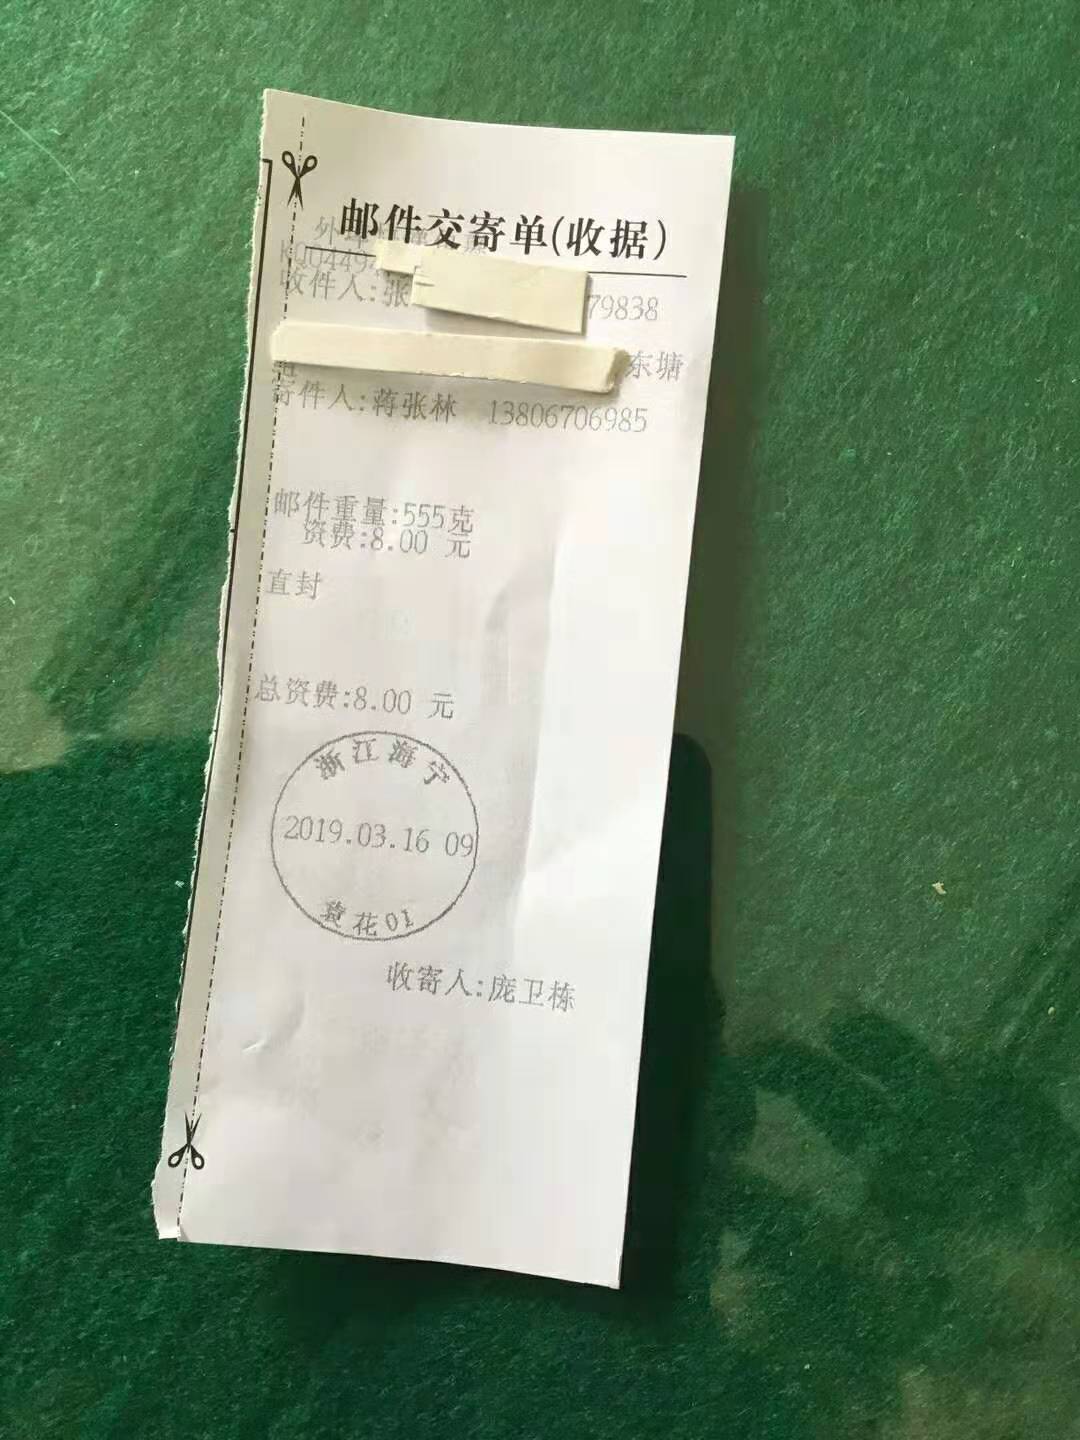 邮件交寄单(收据)
收件人:张 79838
东塘
寄件人:蒋张林 13806706985
邮件重量:555克
资费:8.00 元
直封
总资费:8.00 元
浙江海宁
2019.03.16 09
黄花01
收寄人:庞卫栋